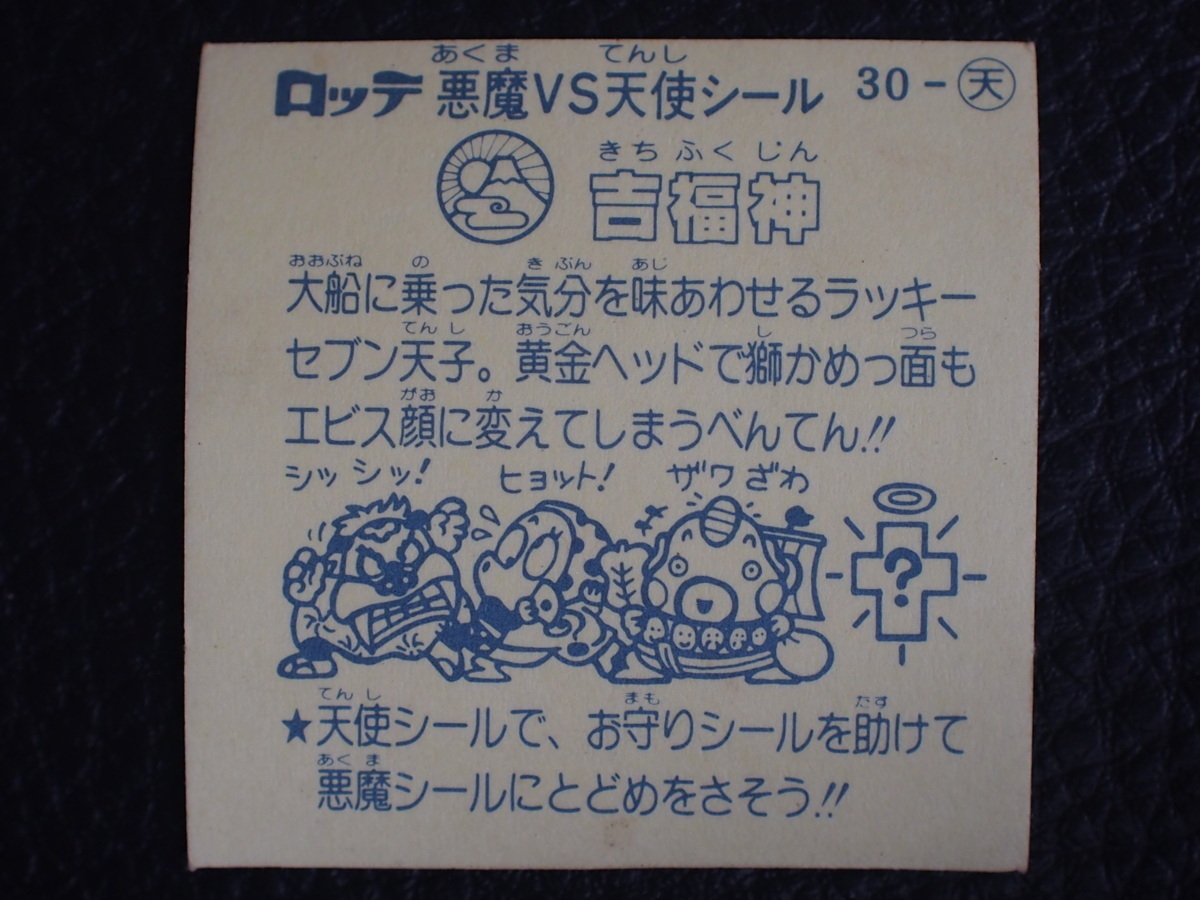 あくま てんし
ロッテ 悪魔VS天使シール 30-天
きちふくじん
吉福神
おおぶね の きぶん あじ
大船に乗った気分を味あわせるラッキー
てんし おうごん し つら
セブン天子。黄金ヘッドで獅かめっ面も
がお か
エビス顔に変えてしまうべんてん!!
シッシッ! ヒョット! ザワざわ
?
てんし まも たす
★天使シールで、お守りシールを助けて
あくま
悪魔シールにとどめをさそう!!